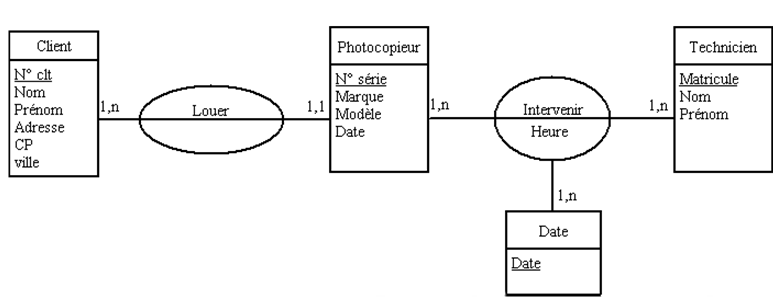 Client
N° clt
Nom
Prénom
Adresse
CP
ville
1,n
Louer
1,1
Photocopieur
N° série
Marque
Modèle
Date
1,n
Intervenir
Heure
1,n
Technicien
Matricule
Nom
Prénom
1,n
Date
Date